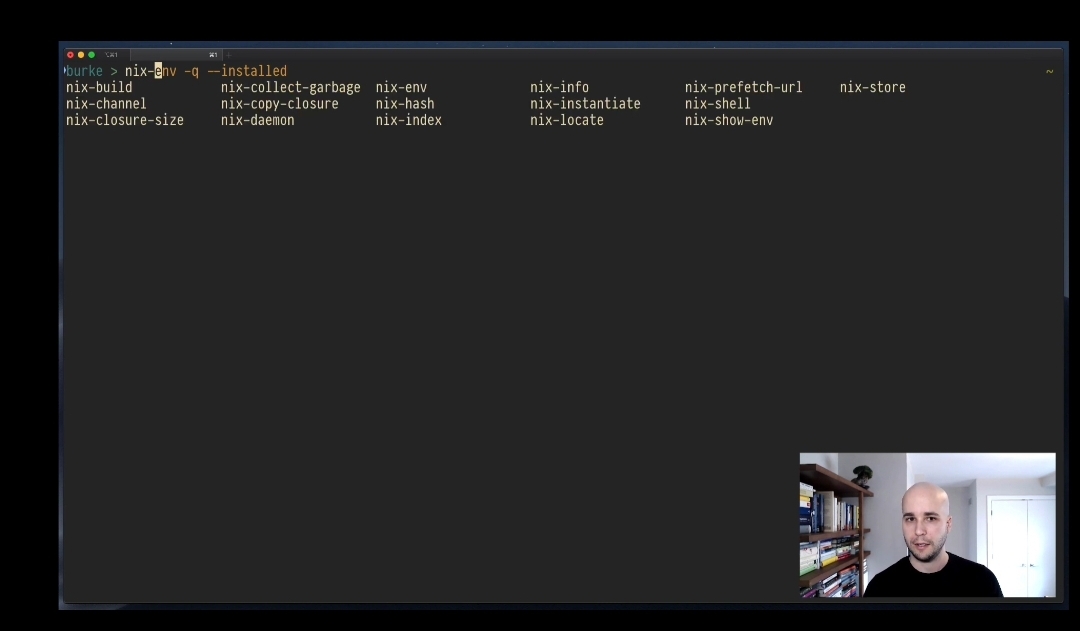 ⌥⌘1 ⌘1
burke > nix-env -q --installed ~
nix-build nix-collect-garbage nix-env nix-info nix-prefetch-url nix-store
nix-channel nix-copy-closure nix-hash nix-instantiate nix-shell
nix-closure-size nix-daemon nix-index nix-locate nix-show-env